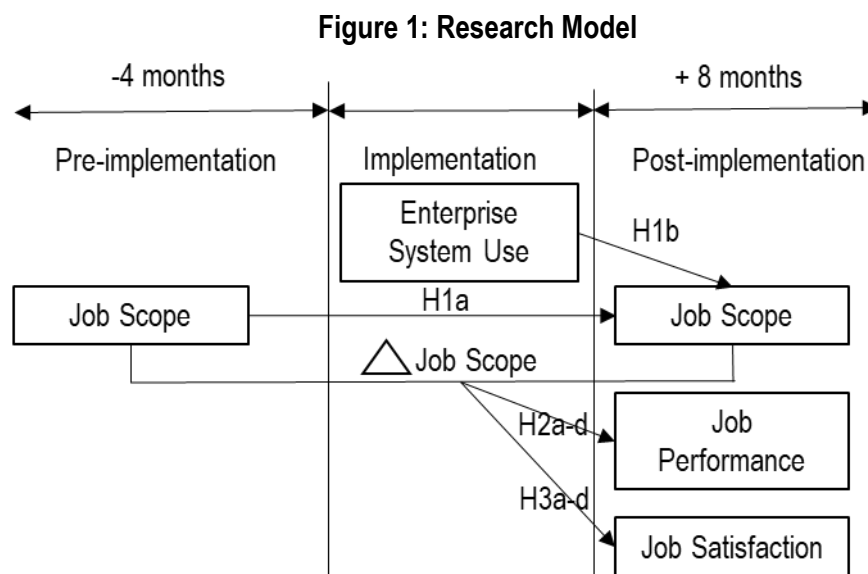 Figure 1: Research Model
-4 months
+ 8 months
Pre-implementation
Implementation
Post-implementation
Enterprise
System Use
H1b
Job Scope
H1a
Job Scope
Job Scope
H2a-d
Job
Performance
H3a-d
Job Satisfaction